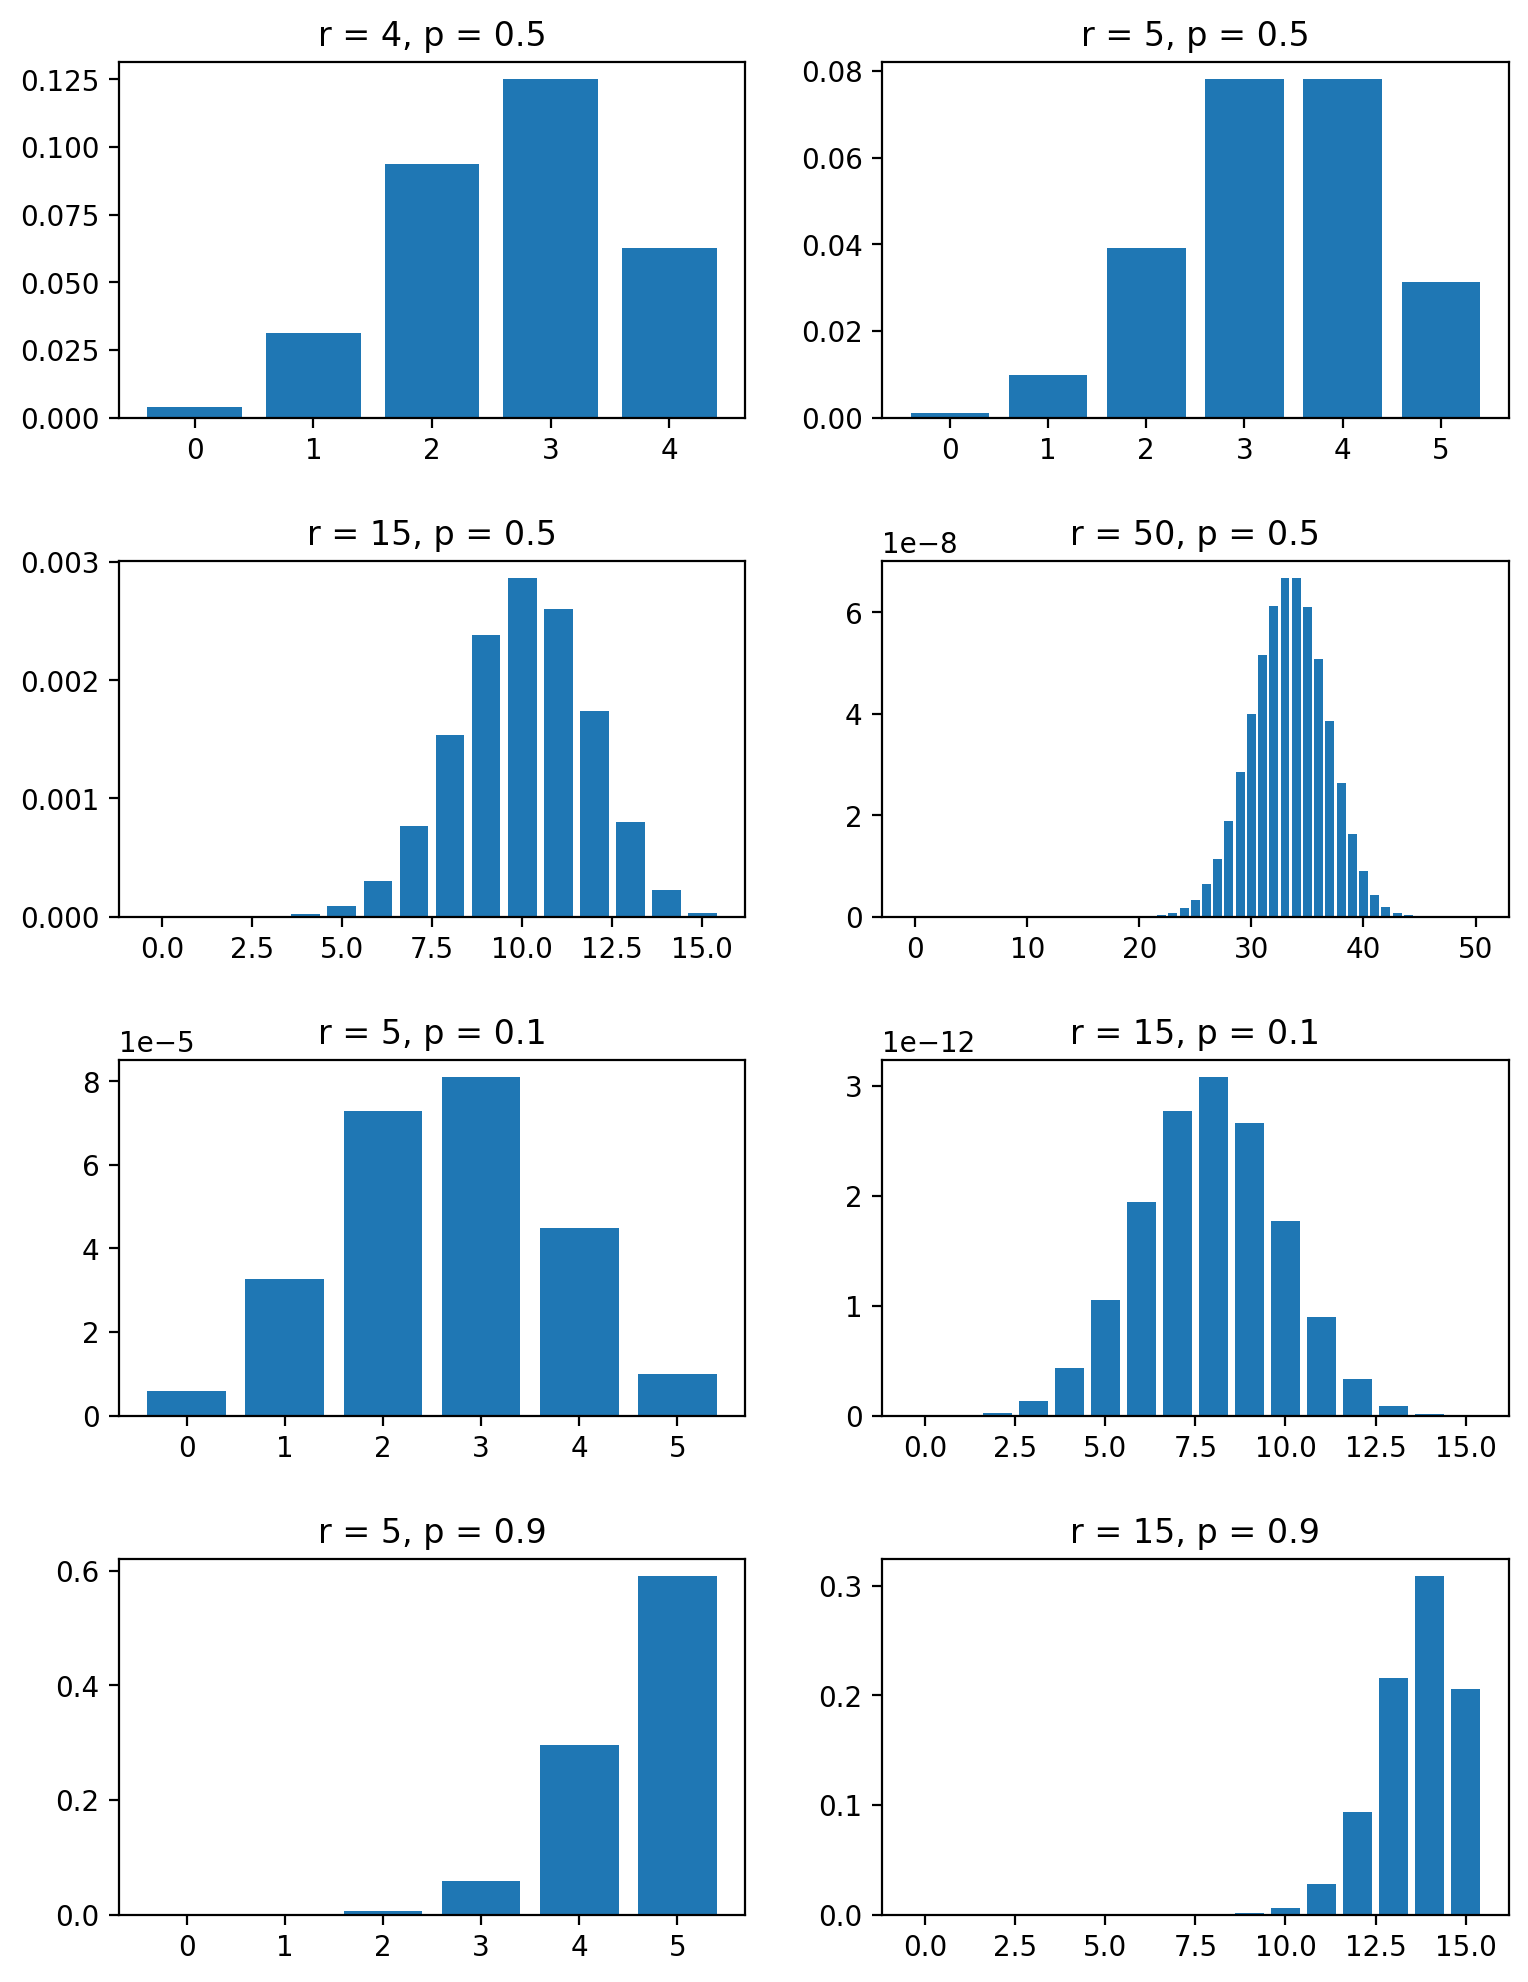 r = 4, p = 0.5
0.125
0.100
0.075
0.050
0.025
0.000
0 1 2 3 4
r = 5, p = 0.5
0.08
0.06
0.04
0.02
0.00
0 1 2 3 4 5
r = 15, p = 0.5
0.003
0.002
0.001
0.000
0.0 2.5 5.0 7.5 10.0 12.5 15.0
1e−8
r = 50, p = 0.5
6
4
2
0
0 10 20 30 40 50
1e−5
r = 5, p = 0.1
8
6
4
2
0
0 1 2 3 4 5
1e−12
r = 15, p = 0.1
3
2
1
0
0.0 2.5 5.0 7.5 10.0 12.5 15.0
r = 5, p = 0.9
0.6
0.4
0.2
0.0
0 1 2 3 4 5
r = 15, p = 0.9
0.3
0.2
0.1
0.0
0.0 2.5 5.0 7.5 10.0 12.5 15.0